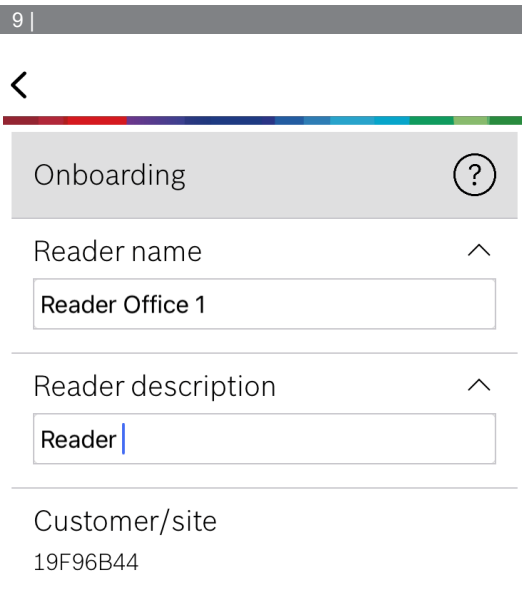 9 |
Onboarding
?
Reader name
Reader Office 1
Reader description
Reader
Customer/site
19F96B44